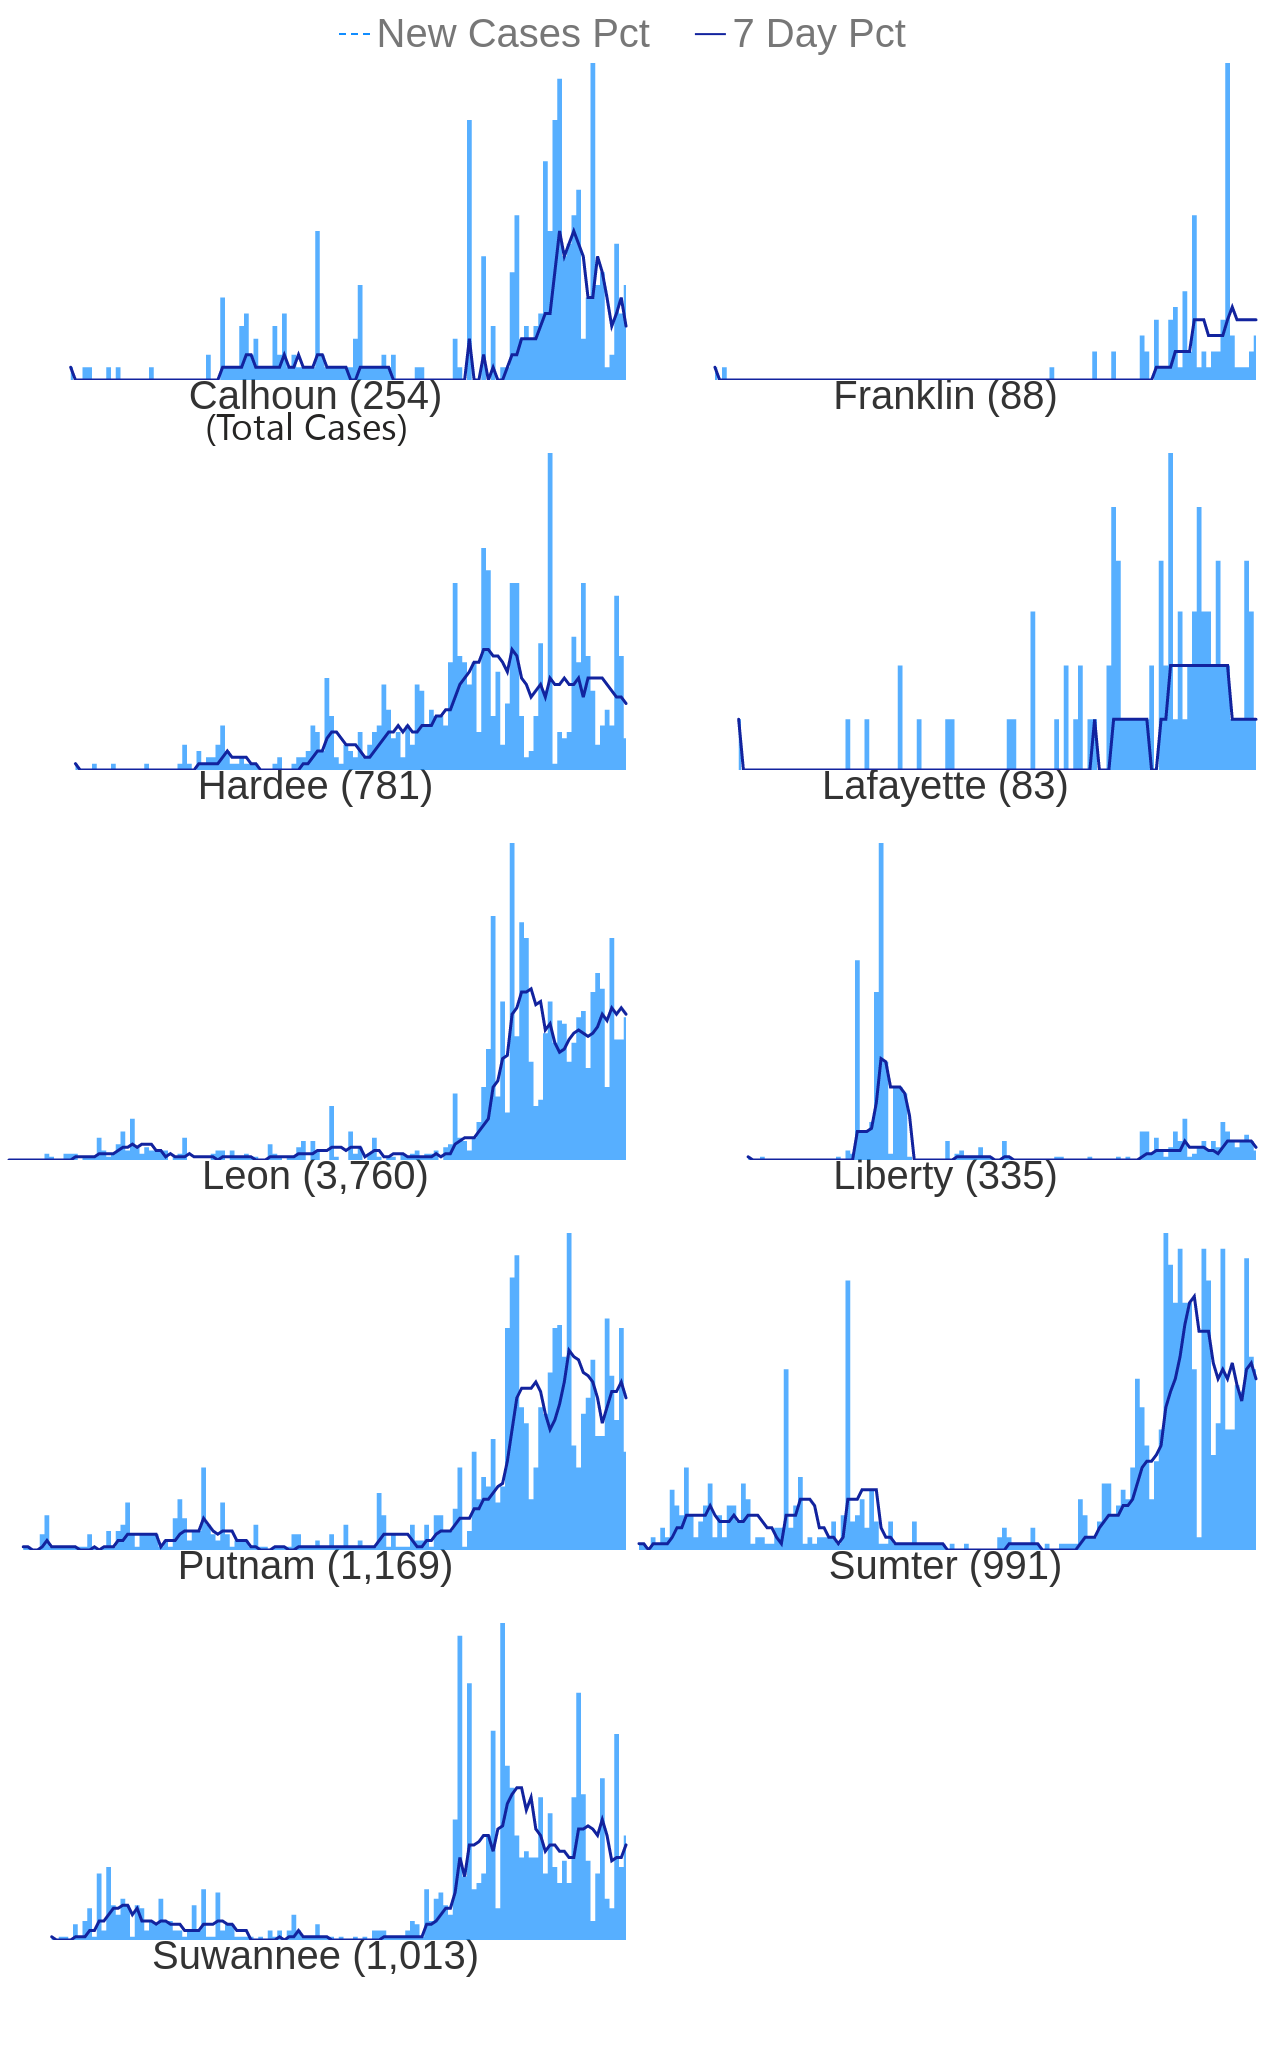 New Cases Pct 7 Day Pct
Calhoun (254) Franklin (88)
(Total Cases)
Hardee (781) Lafayette (83)
Leon (3,760) Liberty (335)
Putnam (1,169) Sumter (991)
Suwannee (1,013)